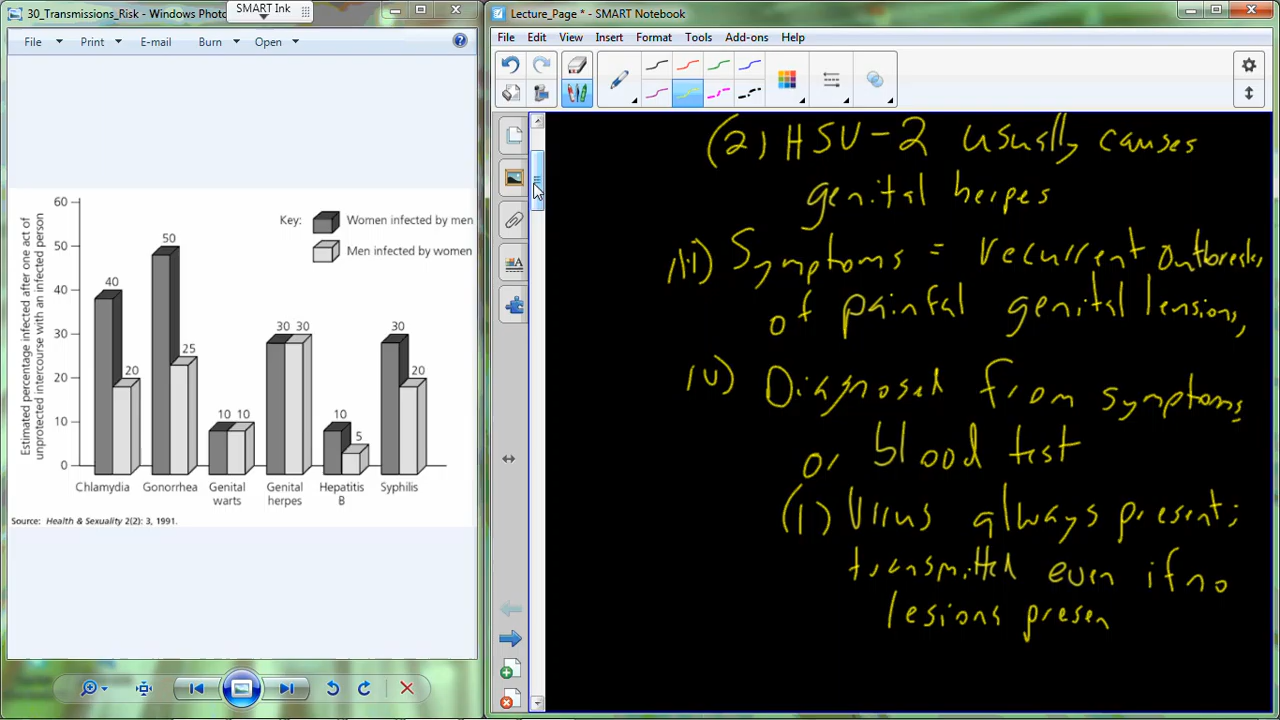 30_Transmissions_Risk - Windows Photo
SMART Ink
File Print E-mail Burn Open
60
50
40
30
20
10
0
Estimated percentage infected after one act of
unprotected intercourse with an infected person
Key: Women infected by men
Men infected by women
40 20 50 25 10 10 30 30 10 5 30 20
Chlamydia Gonorrhea Genital warts Genital herpes Hepatitis B Syphilis
Source: Health & Sexuality 2(2): 3, 1991.
Lecture_Page * - SMART Notebook
File Edit View Insert Format Tools Add-ons Help
(2) HSV-2 usually causes
genital herpes
iii) Symptoms = recurrent outbreaks
of painful genital lensions,
iv) Diagnosed from symptoms
or blood test
(1) Virus always present;
transmitted even if no
lesions presen